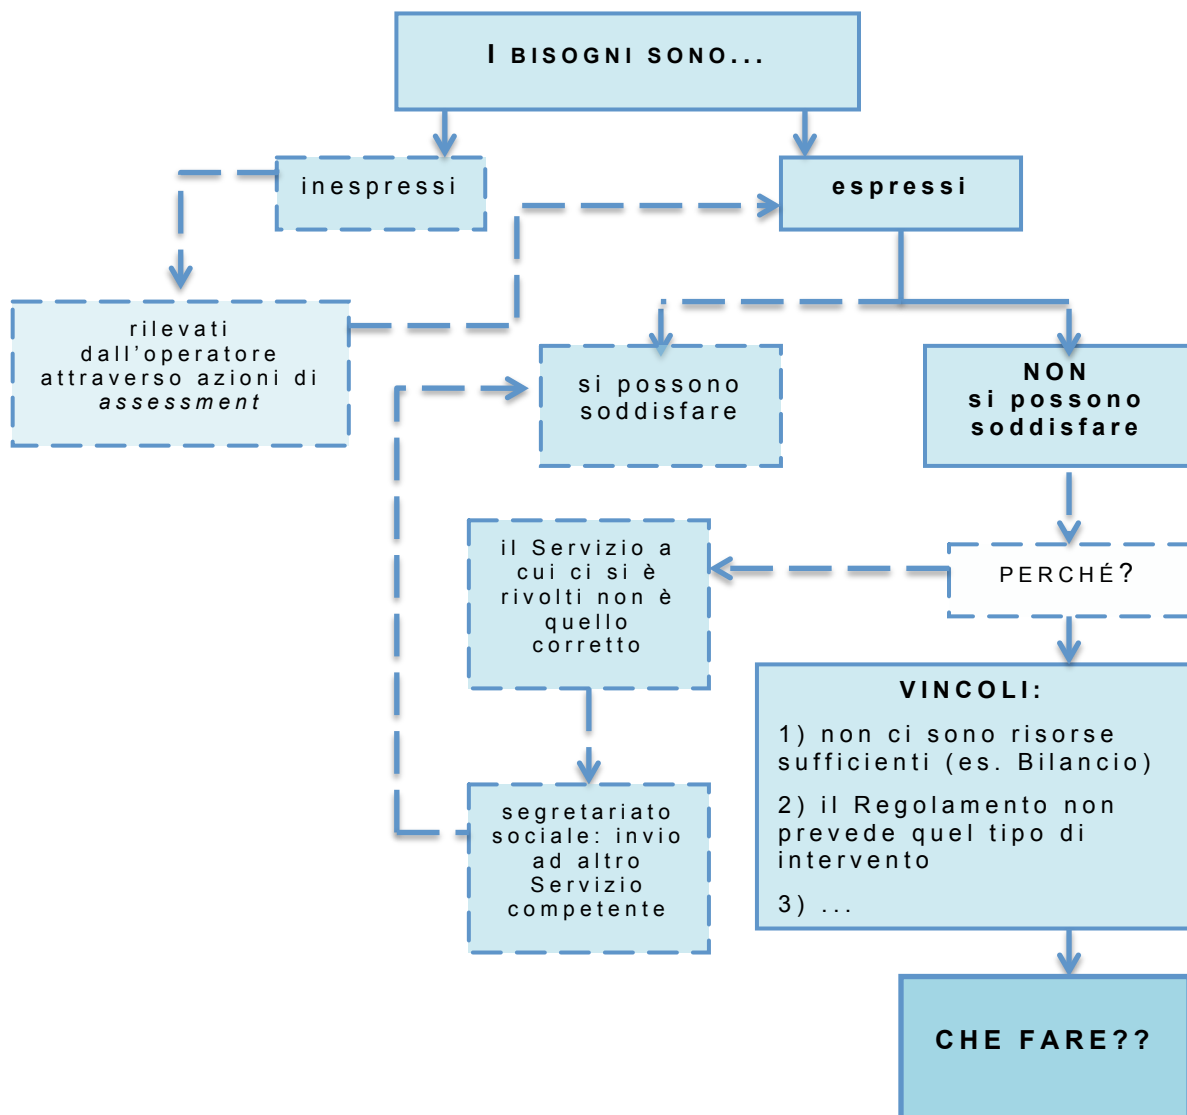 I BISOGNI SONO...
inespressi
espressi
rilevati
dall'operatore
attraverso azioni di
assessment
si possono
soddisfare
NON
si possono
soddisfare
il Servizio a
cui ci si è
rivolti non è
quello
corretto
PERCHÉ?
VINCOLI:
1) non ci sono risorse
sufficienti (es. Bilancio)
2) il Regolamento non
prevede quel tipo di
intervento
3) ...
segretariato
sociale: invio
ad altro
Servizio
competente
CHE FARE??